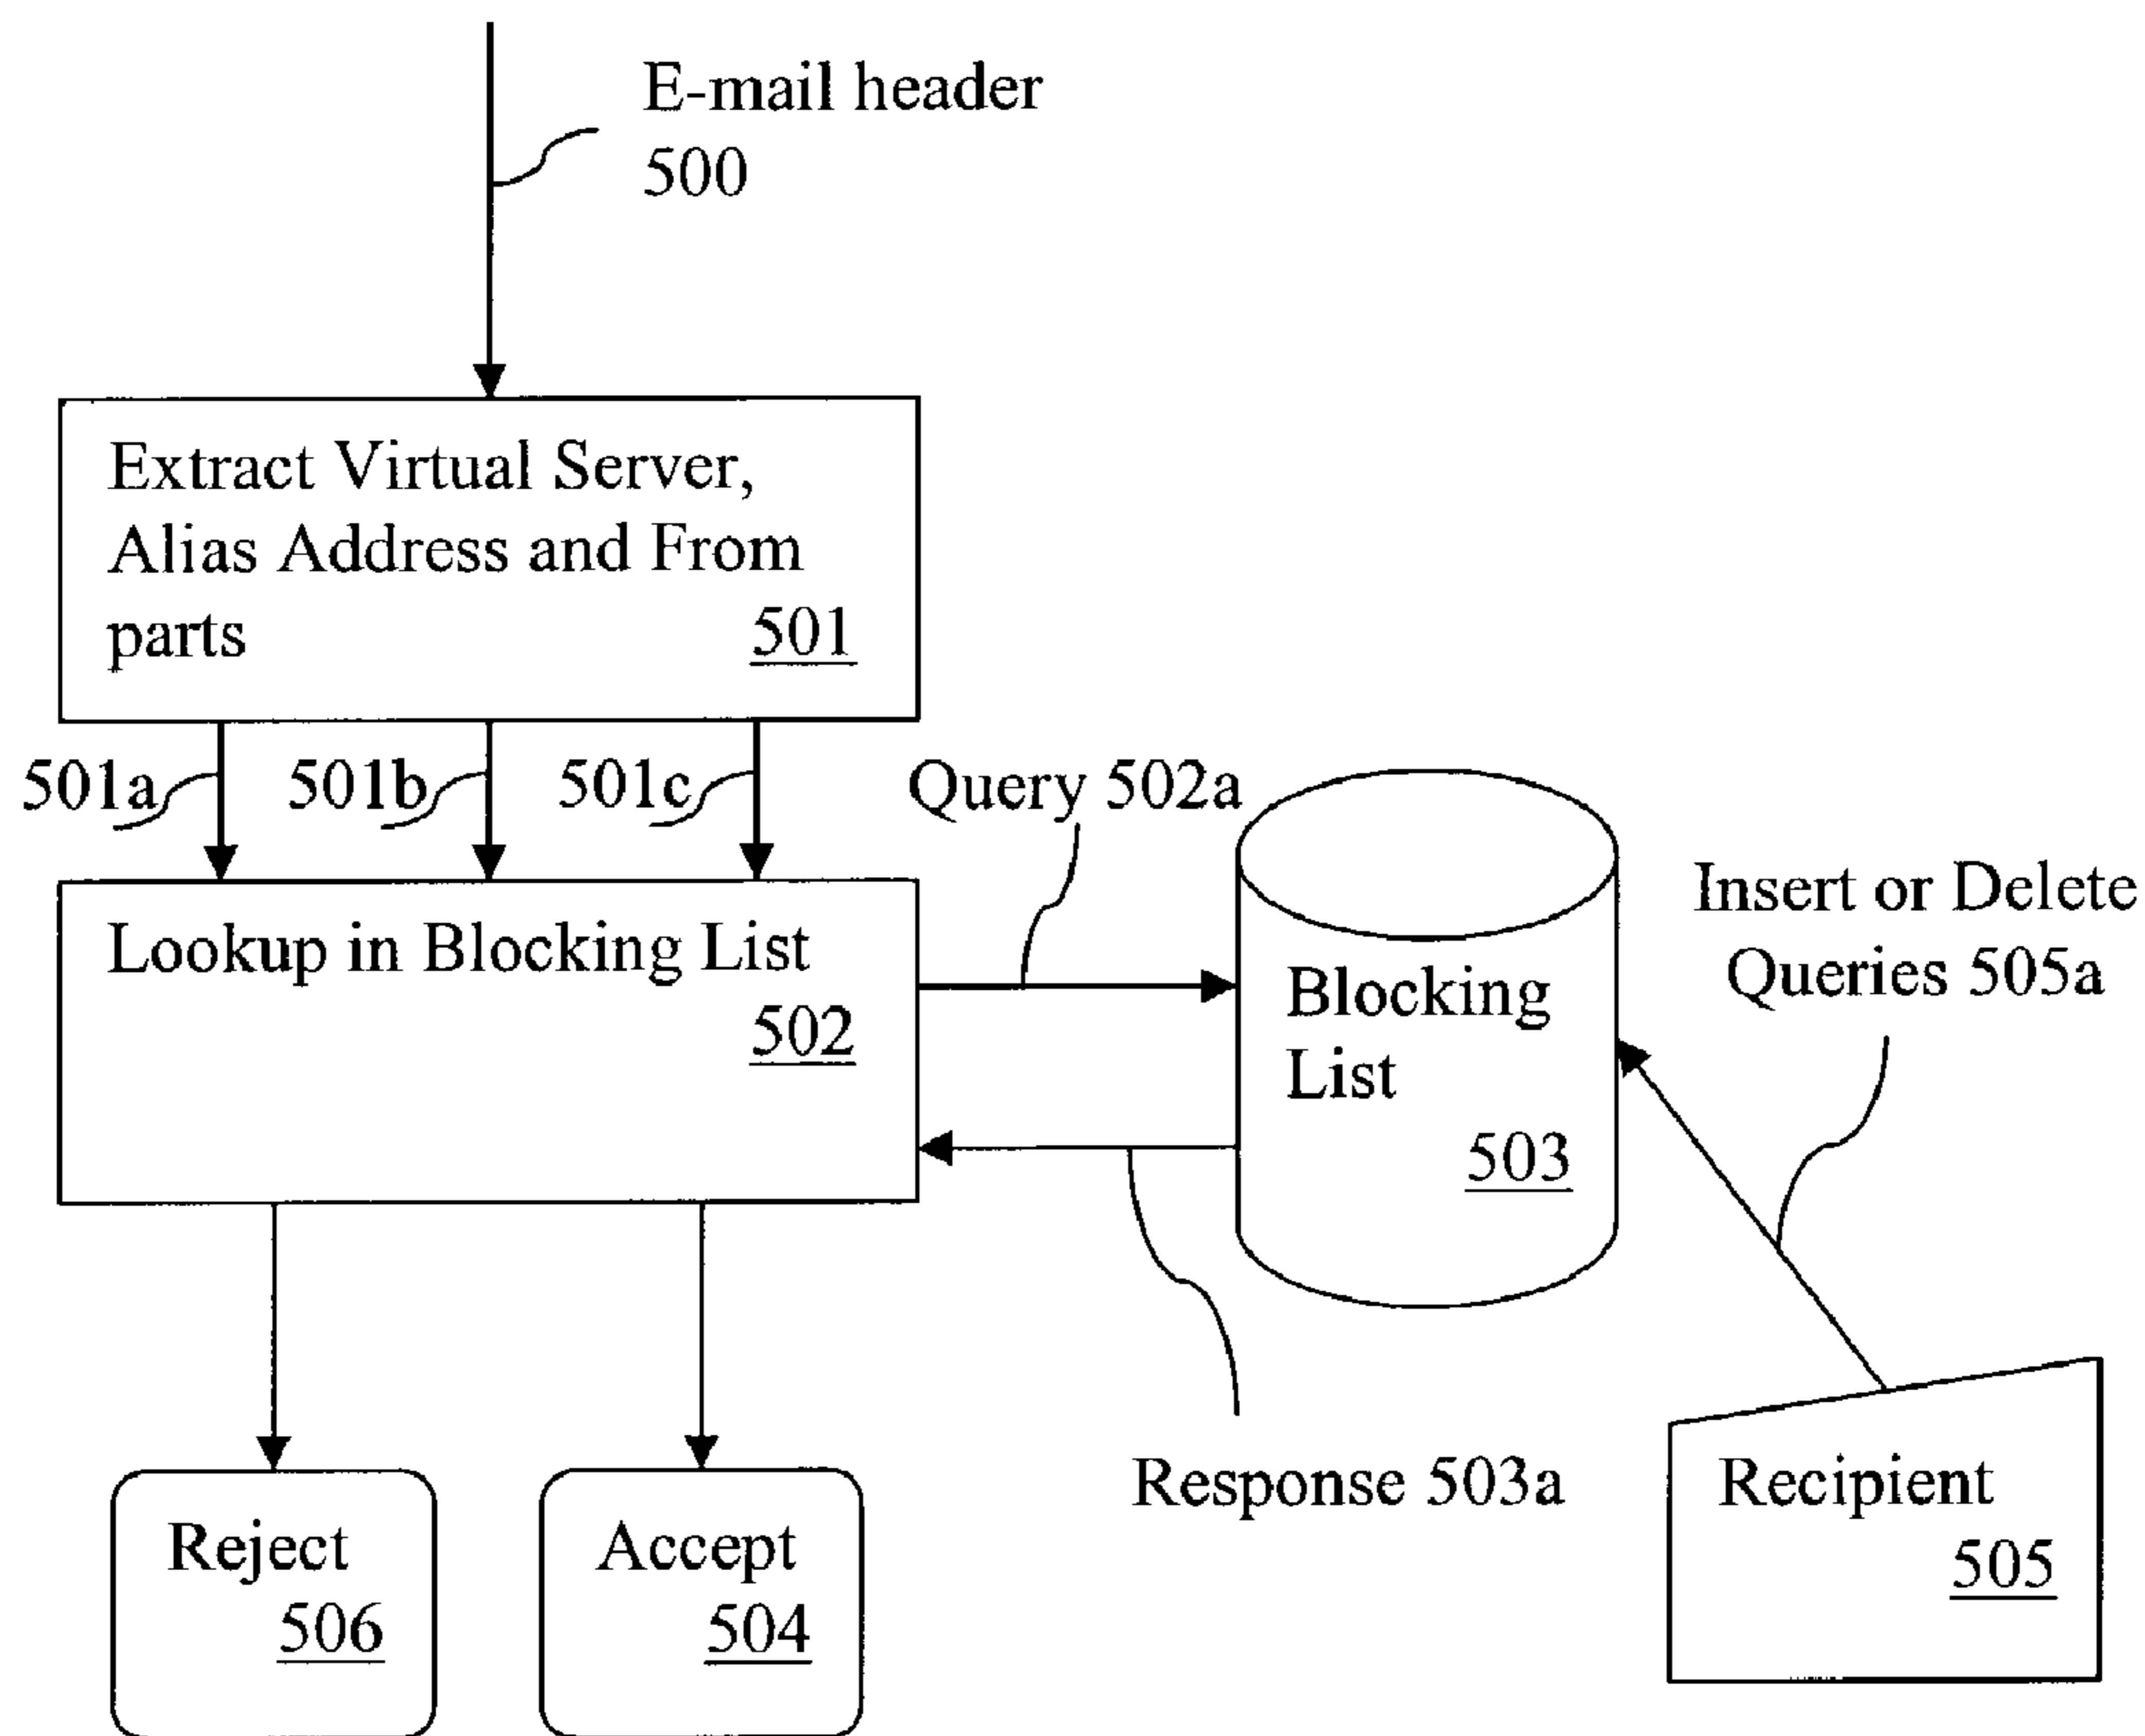 E-mail header
500
Extract Virtual Server,
Alias Address and From
parts 501
501a 501b 501c Query 502a
Insert or Delete
Queries 505a
Lookup in Blocking List
502
Blocking
List
503
Response 503a
Recipient
505
Reject
506
Accept
504